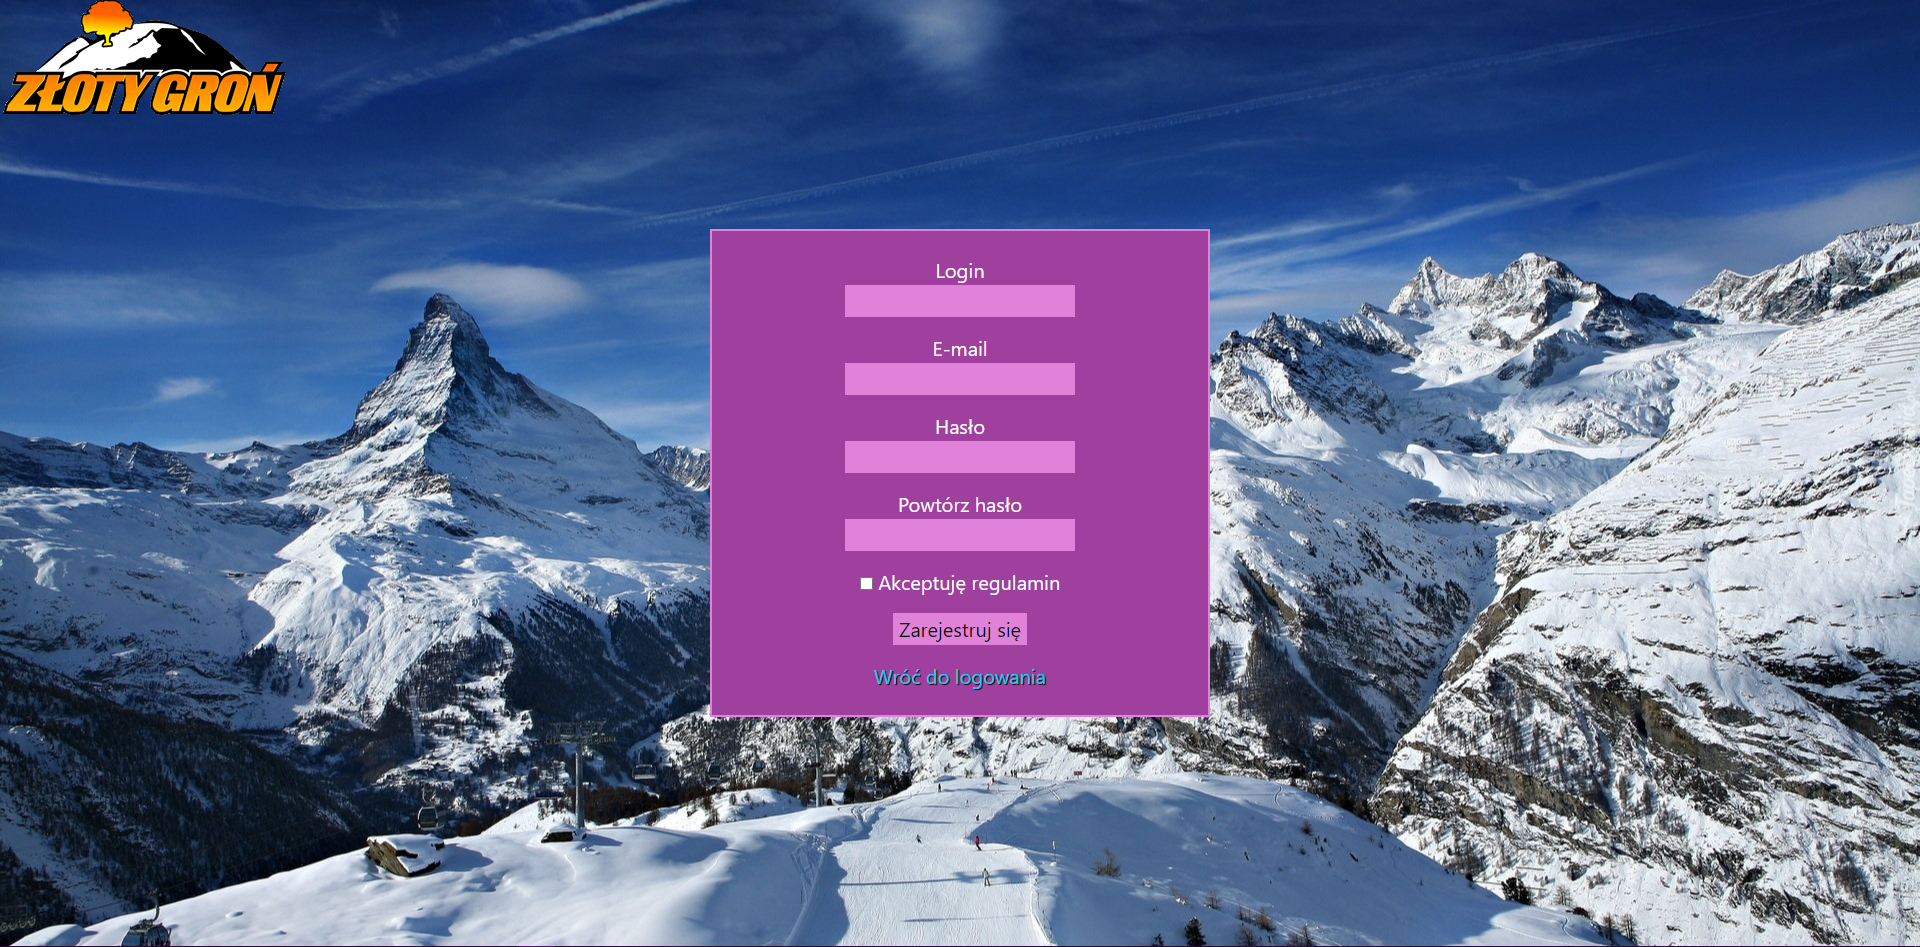 ZŁOTY GROŃ
Login
E-mail
Hasło
Powtórz hasło
Akceptuję regulamin
Zarejestruj się
Wróć do logowania